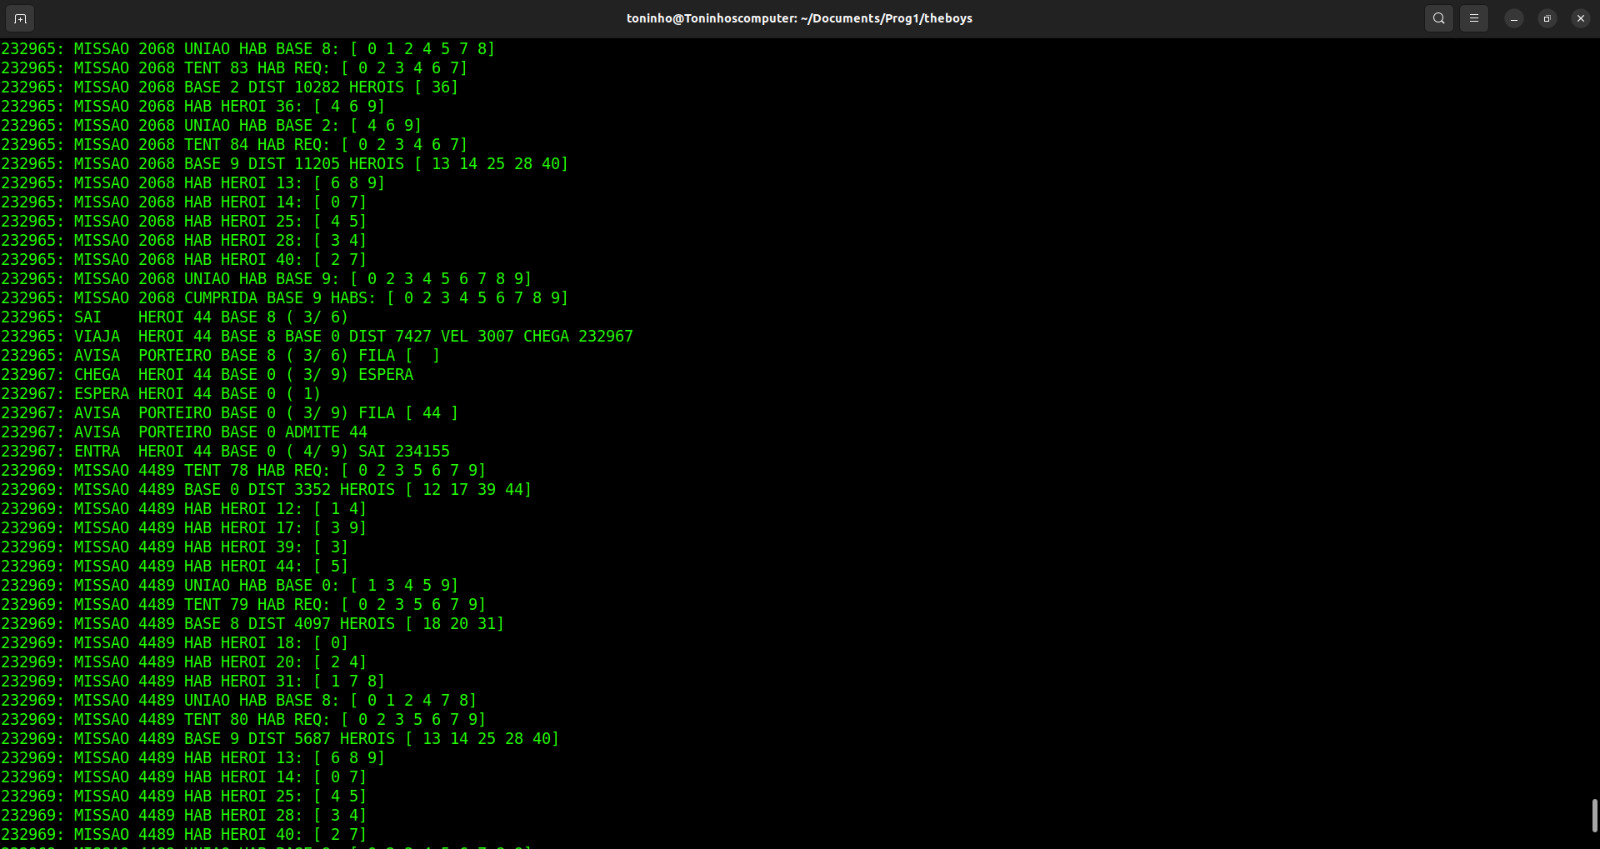 toninho@Toninhoscomputer: ~/Documents/Prog1/theboys
232965: MISSAO 2068 UNIAO HAB BASE 8: [ 0 1 2 4 5 7 8]
232965: MISSAO 2068 TENT 83 HAB REQ: [ 0 2 3 4 6 7]
232965: MISSAO 2068 BASE 2 DIST 10282 HEROIS [ 36]
232965: MISSAO 2068 HAB HEROI 36: [ 4 6 9]
232965: MISSAO 2068 UNIAO HAB BASE 2: [ 4 6 9]
232965: MISSAO 2068 TENT 84 HAB REQ: [ 0 2 3 4 6 7]
232965: MISSAO 2068 BASE 9 DIST 11205 HEROIS [ 13 14 25 28 40]
232965: MISSAO 2068 HAB HEROI 13: [ 6 8 9]
232965: MISSAO 2068 HAB HEROI 14: [ 0 7]
232965: MISSAO 2068 HAB HEROI 25: [ 4 5]
232965: MISSAO 2068 HAB HEROI 28: [ 3 4]
232965: MISSAO 2068 HAB HEROI 40: [ 2 7]
232965: MISSAO 2068 UNIAO HAB BASE 9: [ 0 2 3 4 5 6 7 8 9]
232965: MISSAO 2068 CUMPRIDA BASE 9 HABS: [ 0 2 3 4 5 6 7 8 9]
232965: SAI    HEROI 44 BASE 8 ( 3/ 6)
232965: VIAJA  HEROI 44 BASE 8 BASE 0 DIST 7427 VEL 3007 CHEGA 232967
232965: AVISA  PORTEIRO BASE 8 ( 3/ 6) FILA [  ]
232967: CHEGA  HEROI 44 BASE 0 ( 3/ 9) ESPERA
232967: ESPERA HEROI 44 BASE 0 ( 1)
232967: AVISA  PORTEIRO BASE 0 ( 3/ 9) FILA [ 44 ]
232967: AVISA  PORTEIRO BASE 0 ADMITE 44
232967: ENTRA  HEROI 44 BASE 0 ( 4/ 9) SAI 234155
232969: MISSAO 4489 TENT 78 HAB REQ: [ 0 2 3 5 6 7 9]
232969: MISSAO 4489 BASE 0 DIST 3352 HEROIS [ 12 17 39 44]
232969: MISSAO 4489 HAB HEROI 12: [ 1 4]
232969: MISSAO 4489 HAB HEROI 17: [ 3 9]
232969: MISSAO 4489 HAB HEROI 39: [ 3]
232969: MISSAO 4489 HAB HEROI 44: [ 5]
232969: MISSAO 4489 UNIAO HAB BASE 0: [ 1 3 4 5 9]
232969: MISSAO 4489 TENT 79 HAB REQ: [ 0 2 3 5 6 7 9]
232969: MISSAO 4489 BASE 8 DIST 4097 HEROIS [ 18 20 31]
232969: MISSAO 4489 HAB HEROI 18: [ 0]
232969: MISSAO 4489 HAB HEROI 20: [ 2 4]
232969: MISSAO 4489 HAB HEROI 31: [ 1 7 8]
232969: MISSAO 4489 UNIAO HAB BASE 8: [ 0 1 2 4 7 8]
232969: MISSAO 4489 TENT 80 HAB REQ: [ 0 2 3 5 6 7 9]
232969: MISSAO 4489 BASE 9 DIST 5687 HEROIS [ 13 14 25 28 40]
232969: MISSAO 4489 HAB HEROI 13: [ 6 8 9]
232969: MISSAO 4489 HAB HEROI 14: [ 0 7]
232969: MISSAO 4489 HAB HEROI 25: [ 4 5]
232969: MISSAO 4489 HAB HEROI 28: [ 3 4]
232969: MISSAO 4489 HAB HEROI 40: [ 2 7]